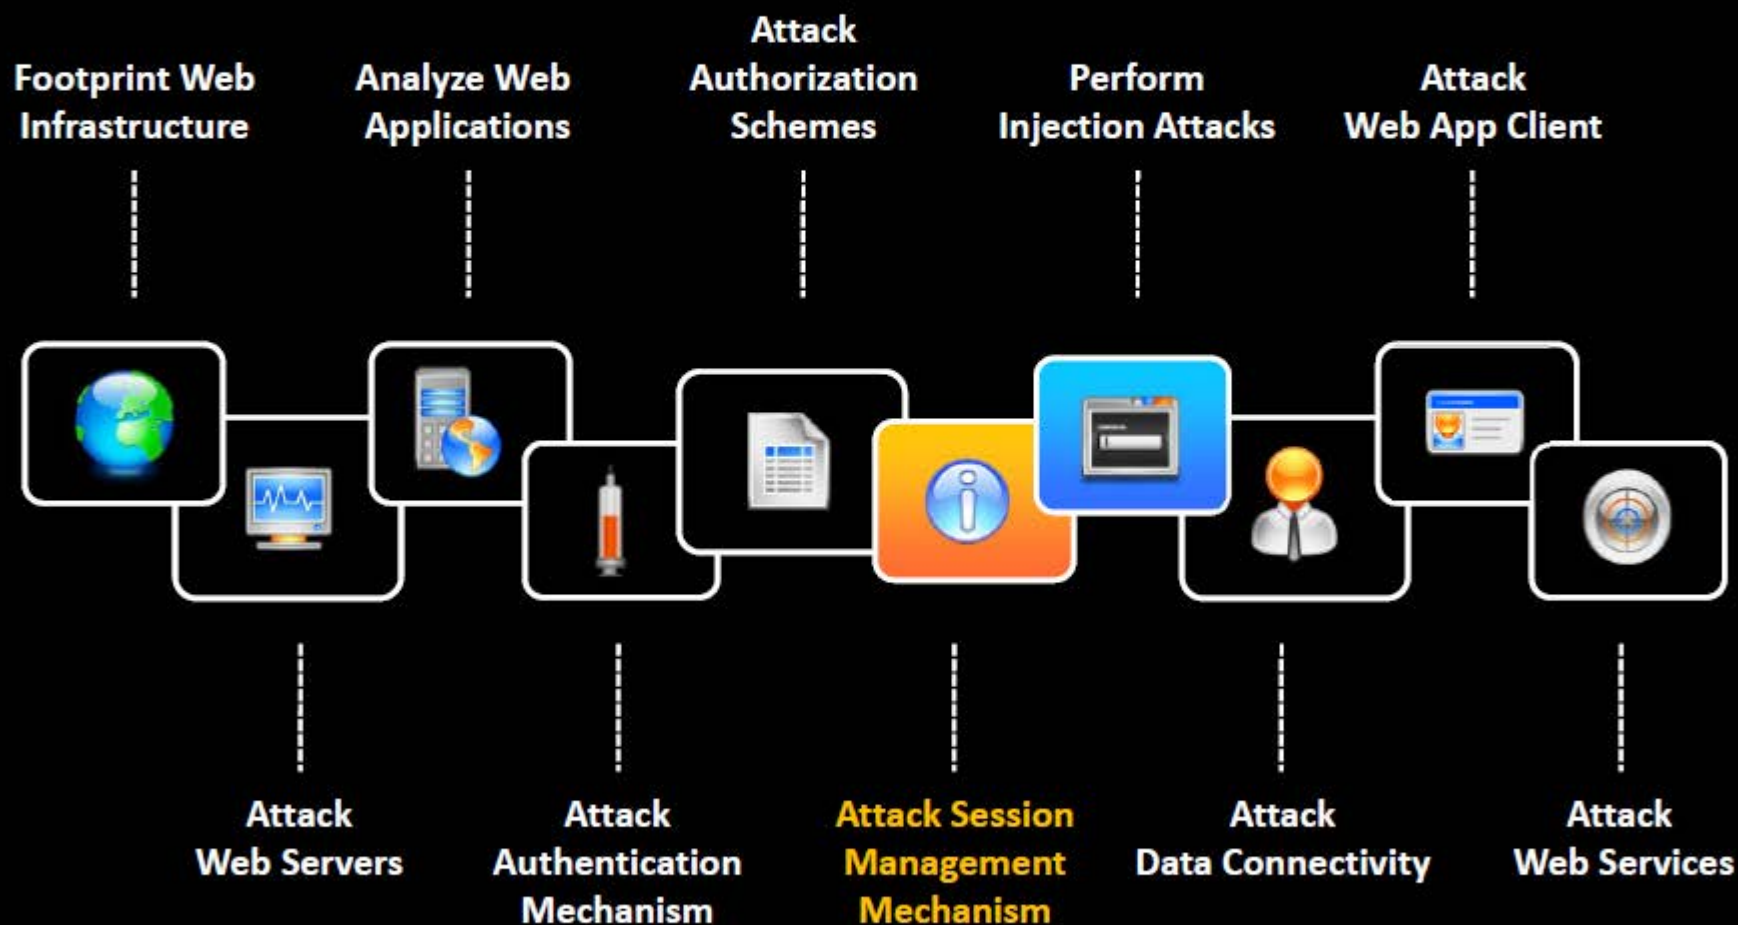 Footprint Web
Infrastructure
Analyze Web
Applications
Attack
Authorization
Schemes
Perform
Injection Attacks
Attack
Web App Client
Attack
Web Servers
Attack
Authentication
Mechanism
Attack Session
Management
Mechanism
Attack
Data Connectivity
Attack
Web Services